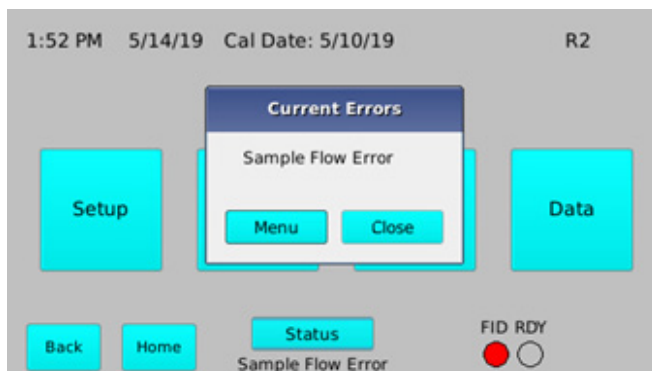 1:52 PM 5/14/19 Cal Date: 5/10/19 R2
Current Errors
Sample Flow Error
Setup
Menu Close
Data
Back Home Status FID RDY
Sample Flow Error